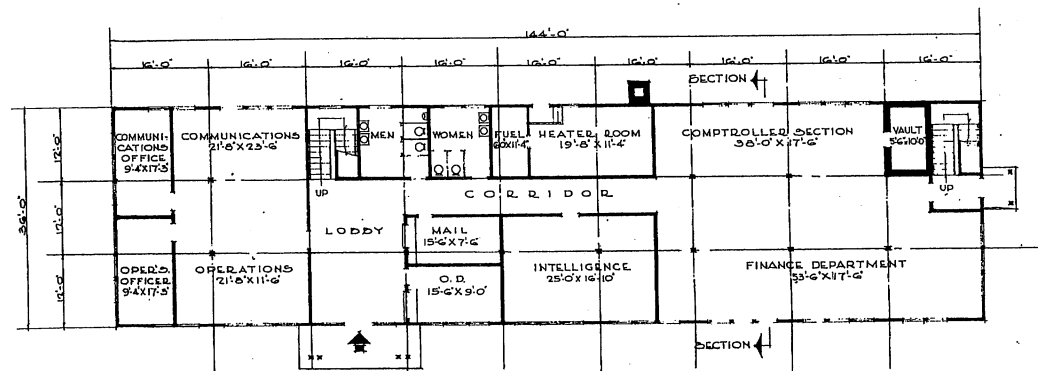 144'-0"
16'-0" 16'-0" 16'-0" 16'-0" 16'-0" 16'-0" 16'-0" 16'-0" 16'-0"
SECTION
36'-0"
12'-0"
12'-0"
12'-0"
COMMUNI-
CATIONS
OFFICE
9'-4"X17'-3"
COMMUNICATIONS
21'-8"X23'-6"
UP
MEN
WOMEN
FUEL
6'0"X11'-4"
HEATER ROOM
19'-8"X11'-4"
COMPTROLLER SECTION
38'-0"X17'-6"
VAULT
5'6"X10'0"
UP
CORRIDOR
LOBBY
MAIL
15'-6"X7'-6"
OPER'S.
OFFICER
9'-4"X17'-3"
OPERATIONS
21'-8"X11'-6"
O.D.
15'-6"X9'-0"
INTELLIGENCE
25'-0"X16'-10"
FINANCE DEPARTMENT
53'-6"X17'-6"
SECTION